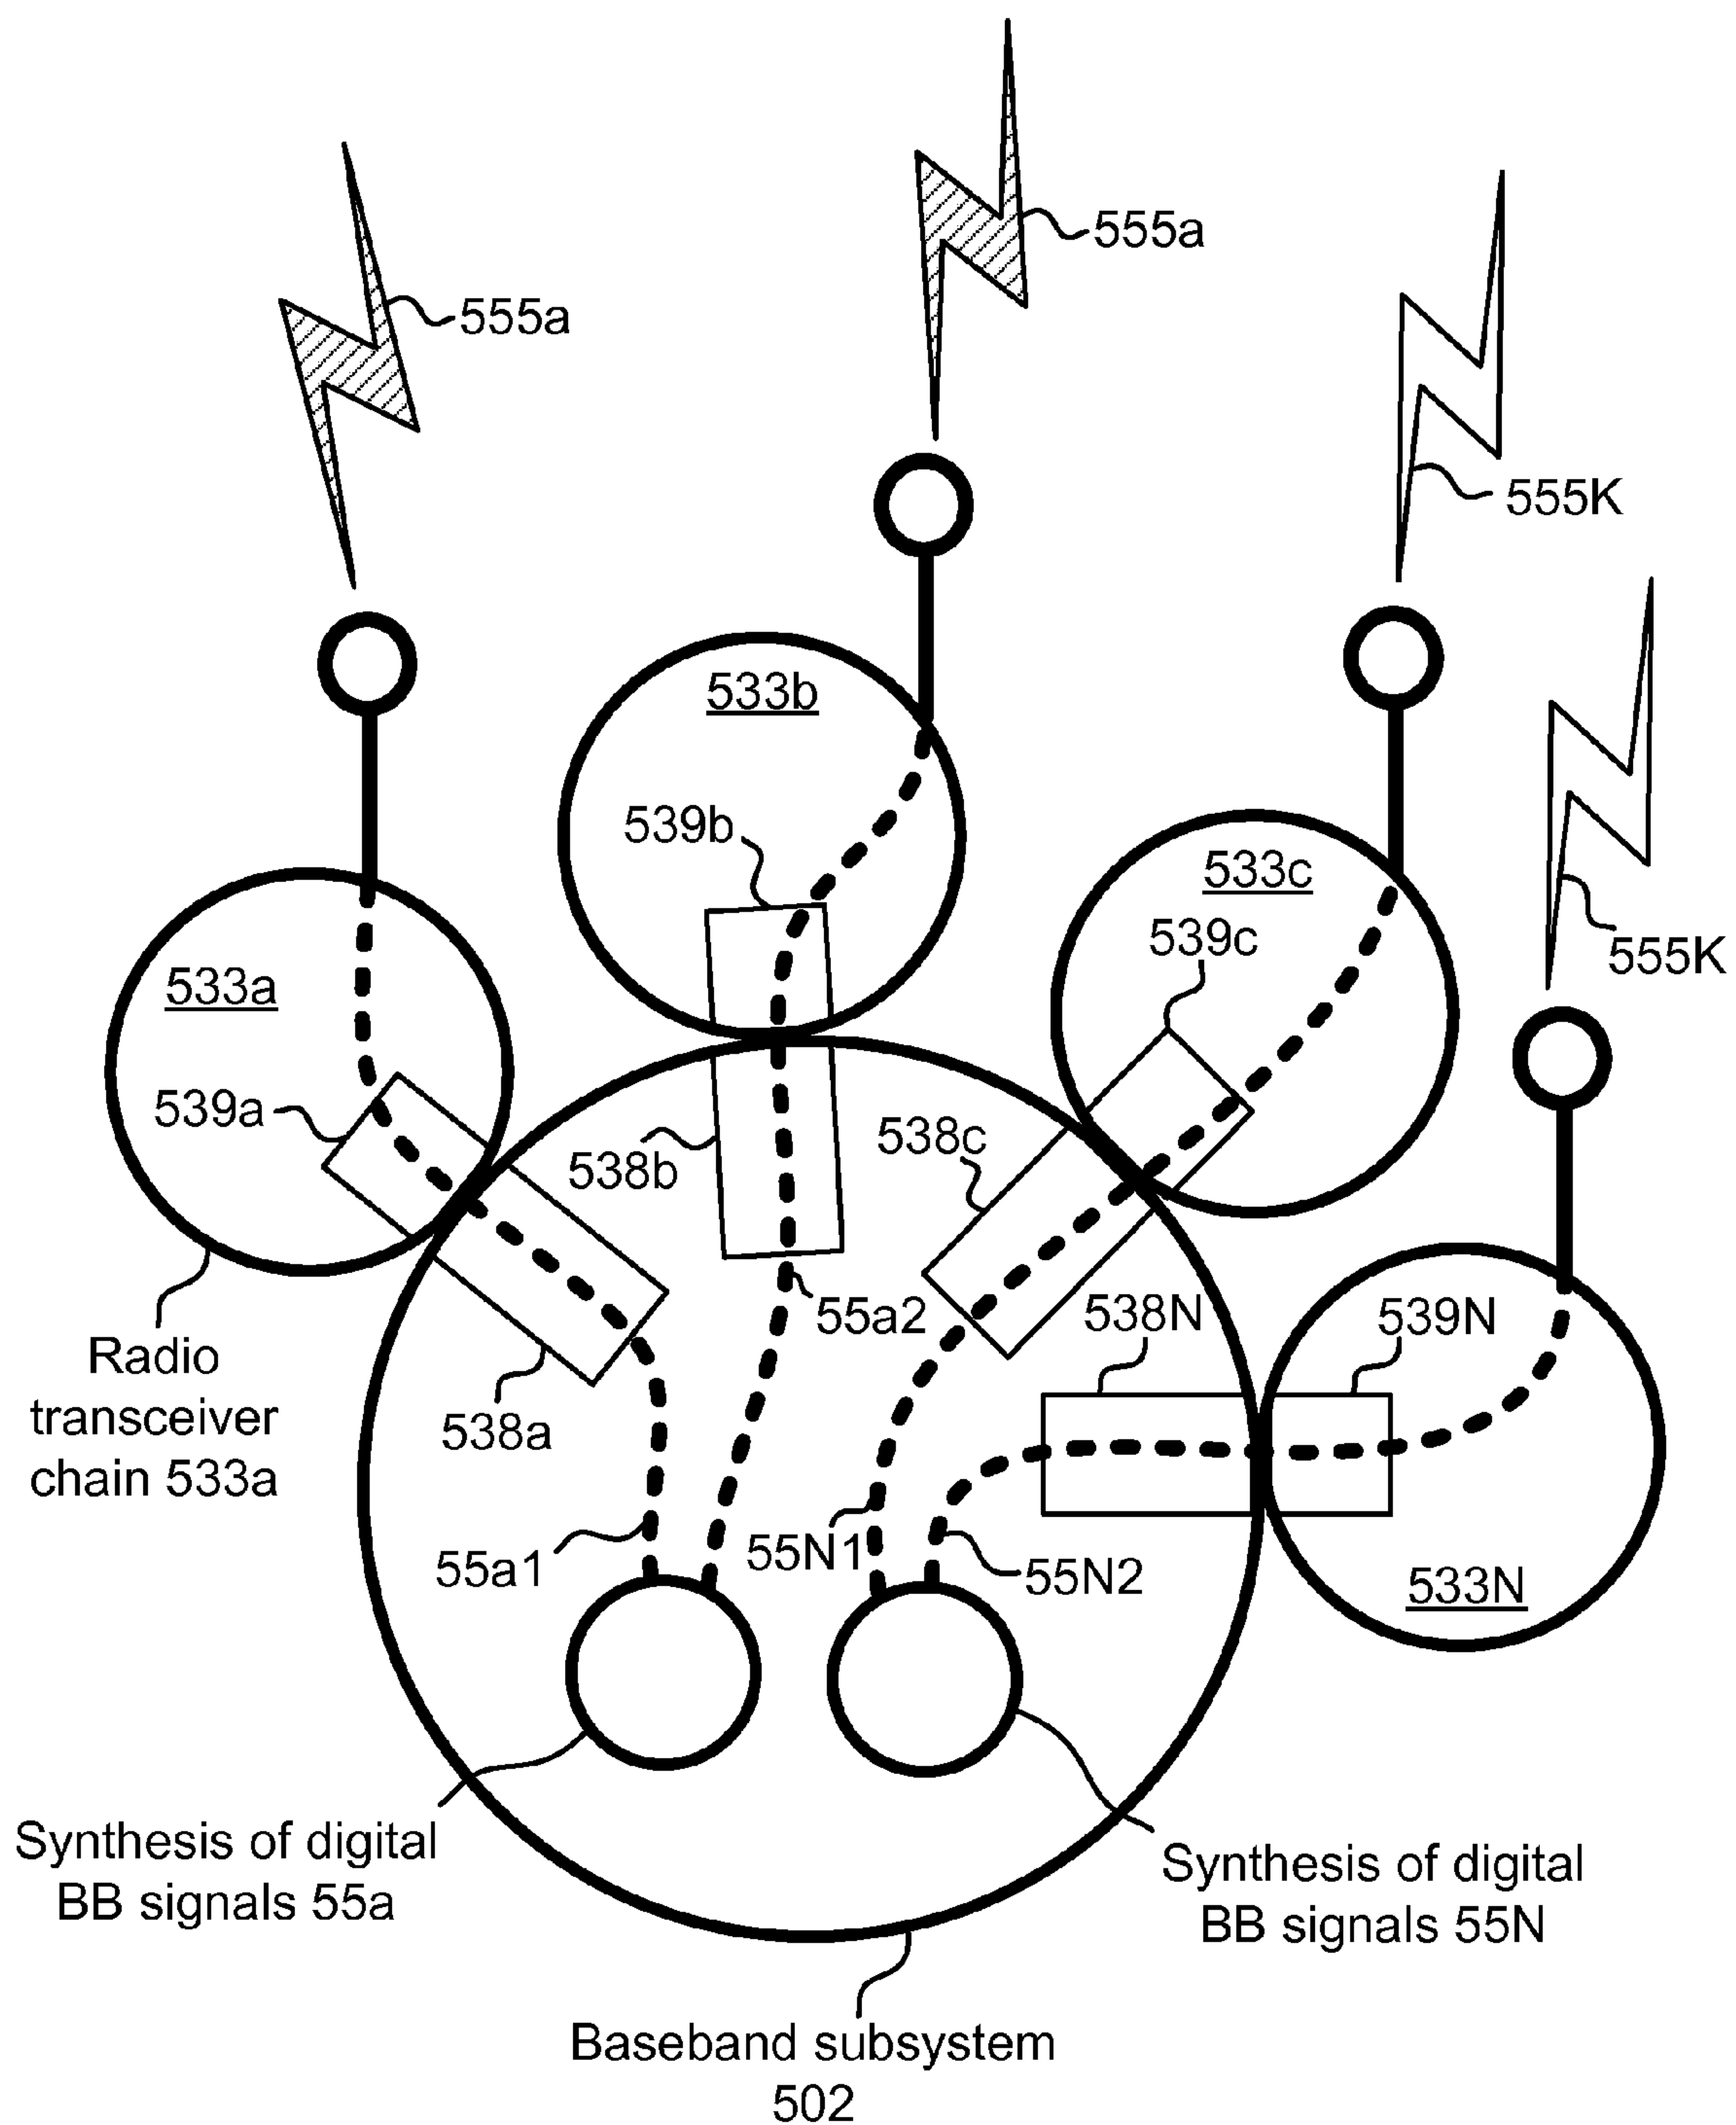 555a
555a
555K
533b
539b
533c
539c
555K
533a
539a
538b
538c
55a2
538N
539N
Radio
transceiver
chain 533a
538a
55a1
55N1
55N2
533N
Synthesis of digital
BB signals 55a
Synthesis of digital
BB signals 55N
Baseband subsystem
502